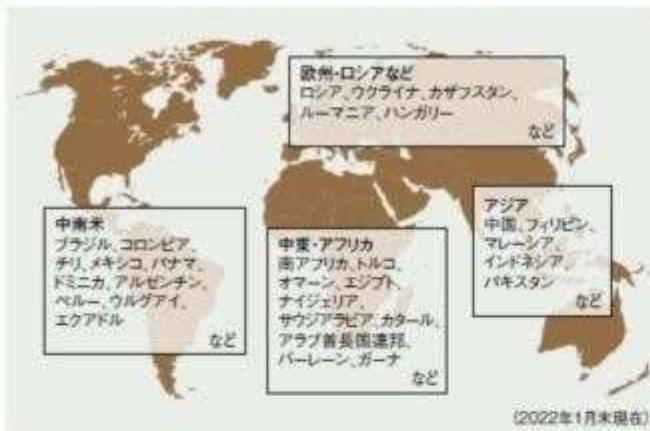 欧州・ロシアなど
ロシア、ウクライナ、カザフスタン、
ルーマニア、ハンガリー
など
中南米
ブラジル、コロンビア、
チリ、メキシコ、パナマ、
ドミニカ、アルゼンチン、
ペルー、ウルグアイ、
エクアドル
など
中東・アフリカ
南アフリカ、トルコ、
オマーン、エジプト、
ナイジェリア、
サウジアラビア、カタール、
アラブ首長国連邦、
バーレーン、ガーナ
など
アジア
中国、フィリピン、
マレーシア、
インドネシア、
パキスタン
など
(2022年1月末現在)